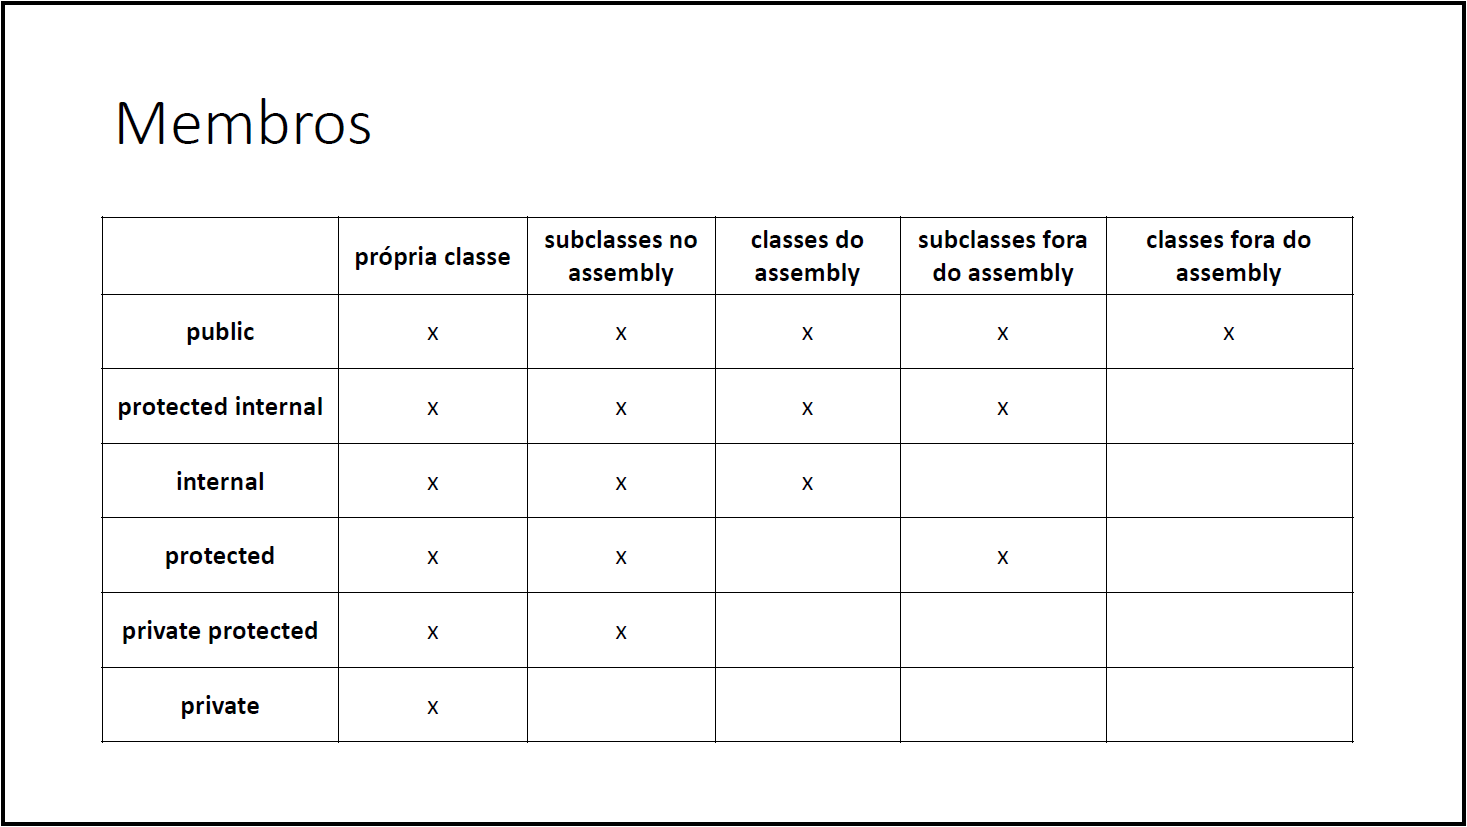 Membros
própria classe
subclasses no
assembly
classes do
assembly
subclasses fora
do assembly
classes fora do
assembly
public x x x x x
protected internal x x x x
internal x x x
protected x x x
private protected x x
private x